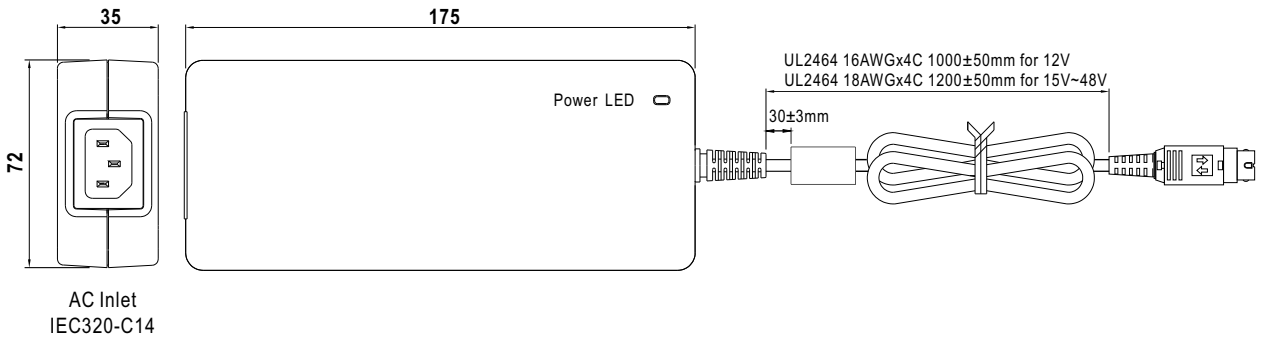 35
175
UL2464 16AWGx4C 1000±50mm for 12V
UL2464 18AWGx4C 1200±50mm for 15V~48V
Power LED
30±3mm
72
AC Inlet
IEC320-C14